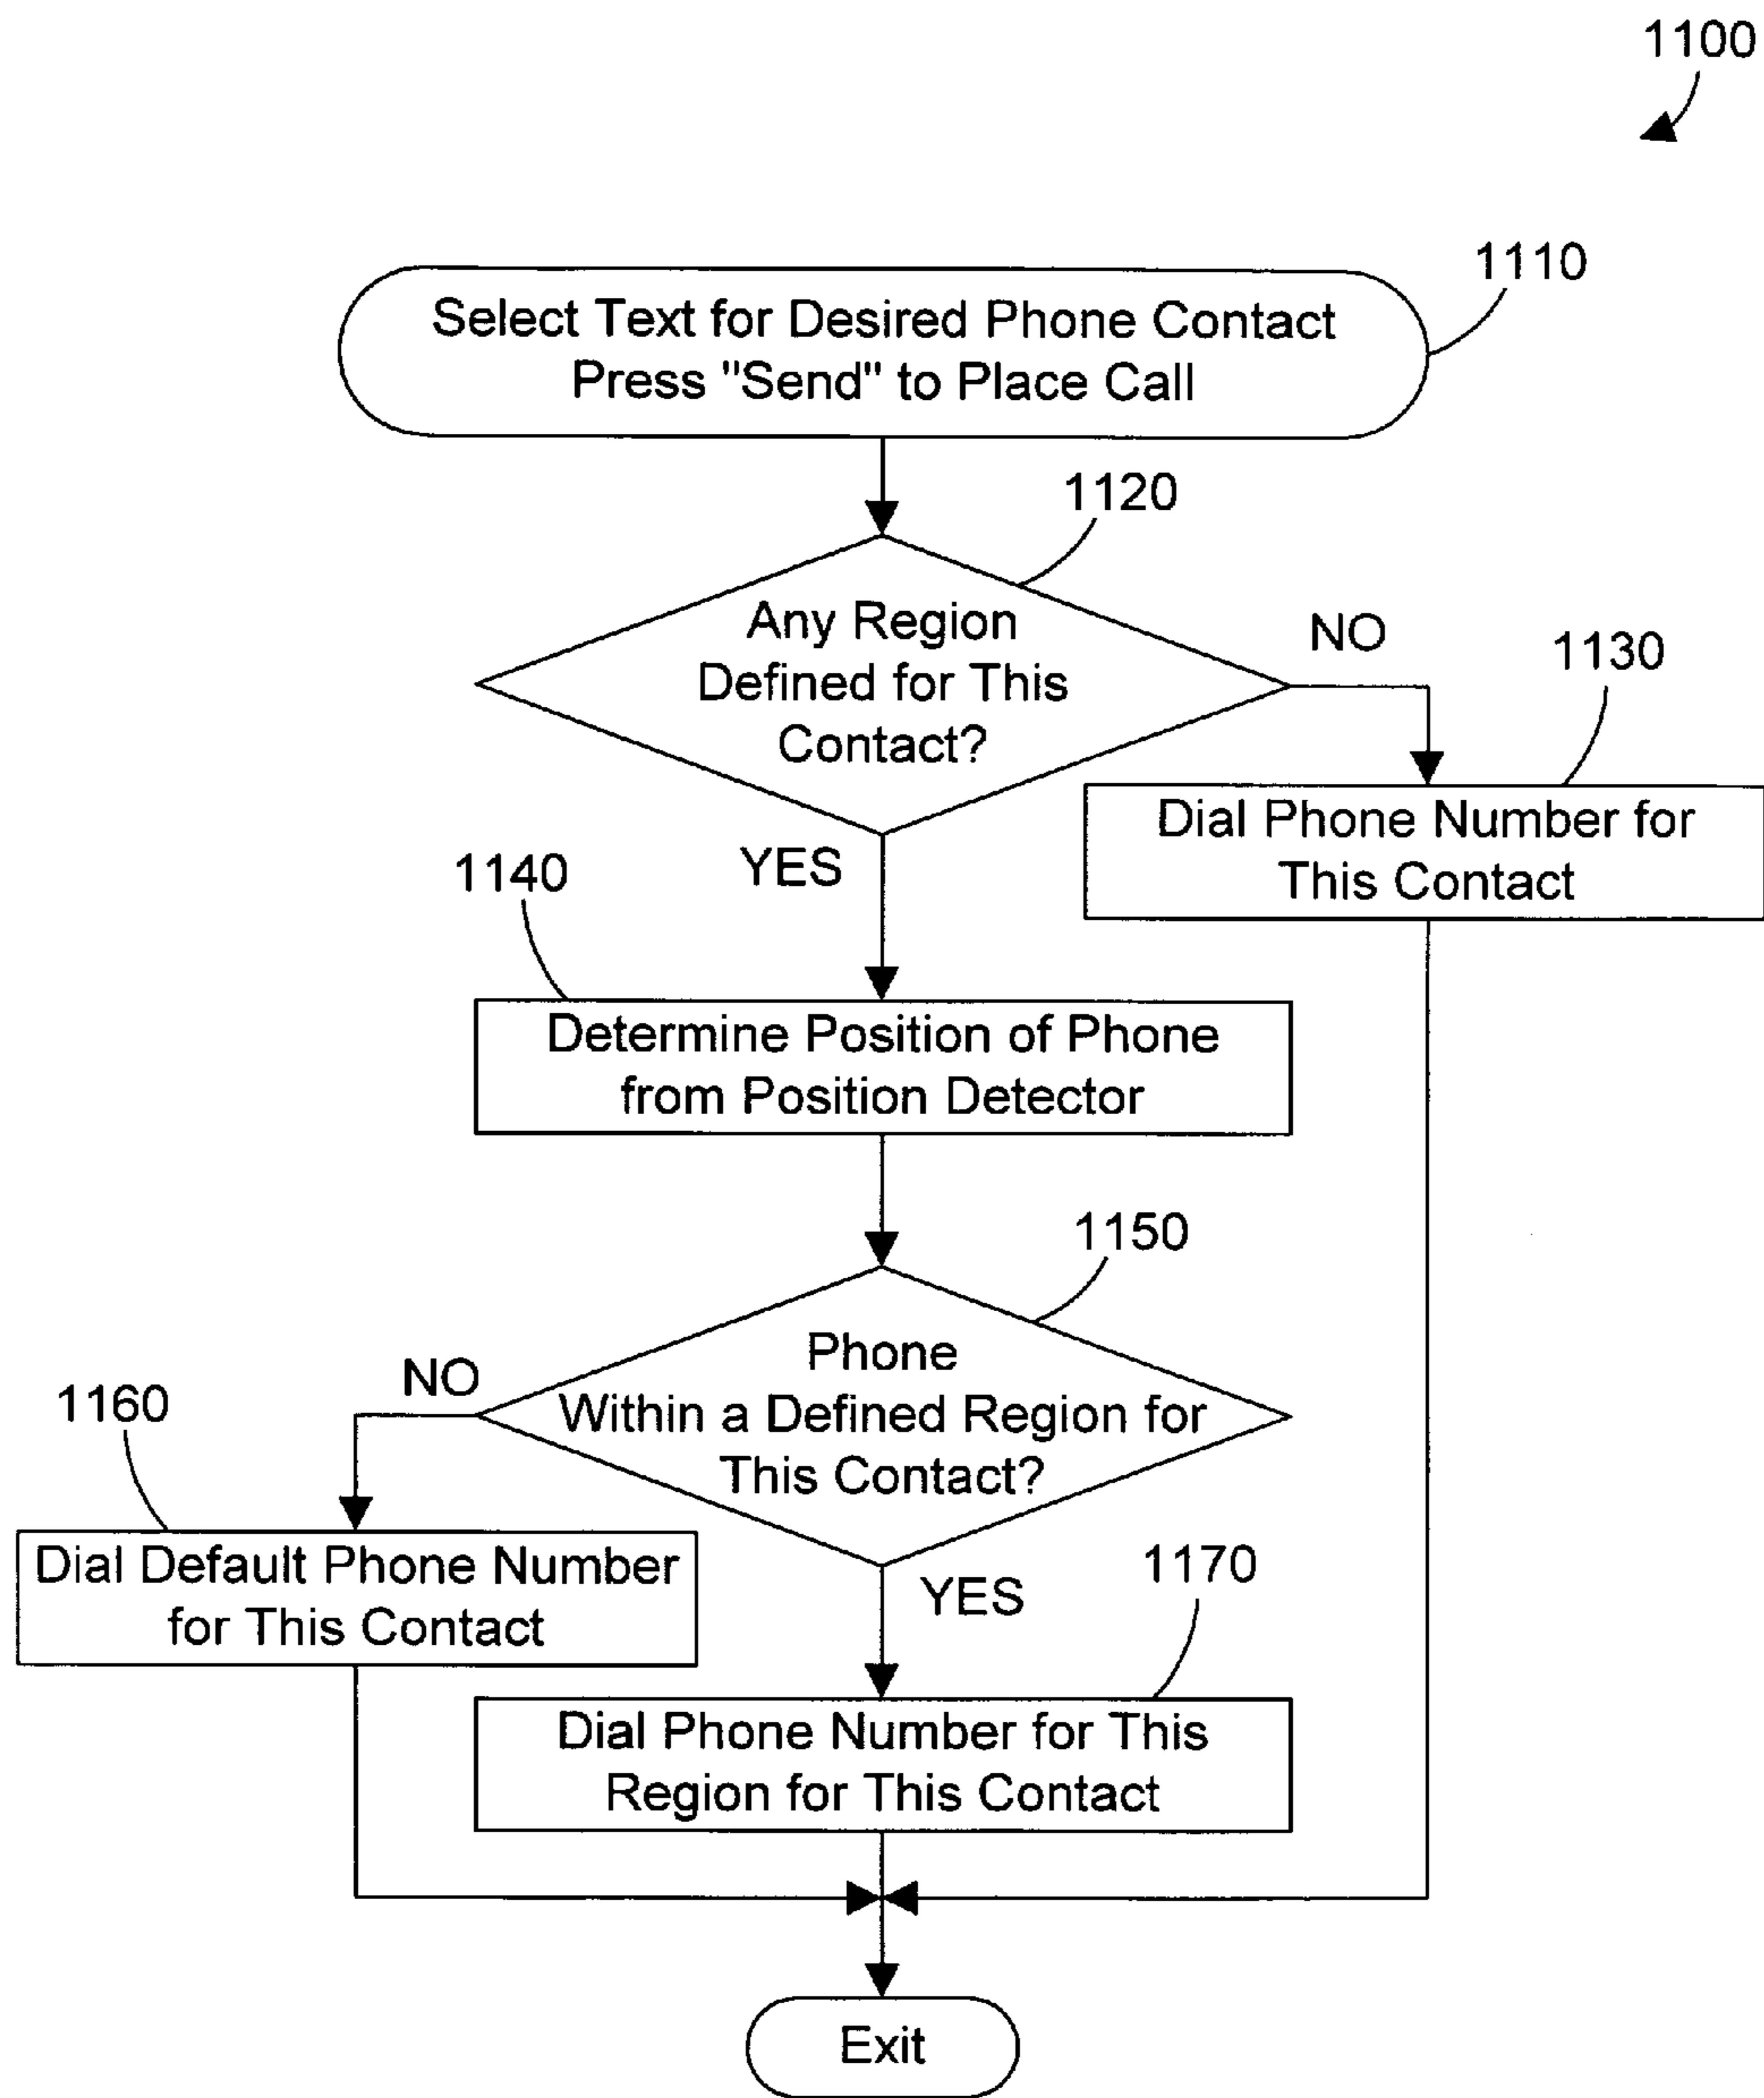 1100
1110
Select Text for Desired Phone Contact
Press "Send" to Place Call
1120
Any Region
Defined for This
Contact?
NO
1130
Dial Phone Number for
This Contact
YES
1140
Determine Position of Phone
from Position Detector
1150
Phone
Within a Defined Region for
This Contact?
NO
1160
Dial Default Phone Number
for This Contact
YES
1170
Dial Phone Number for This
Region for This Contact
Exit